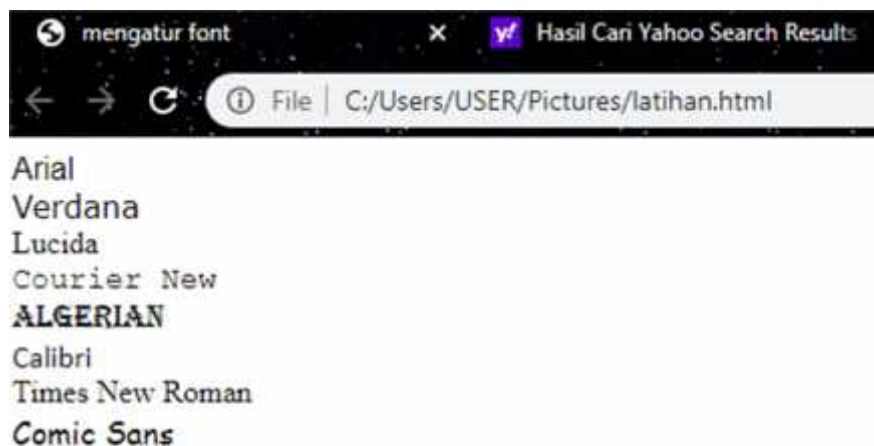 mengatur font
Hasil Cari Yahoo Search Results
File C:/Users/USER/Pictures/latihan.html
Arial
Verdana
Lucida
Courier New
ALGERIAN
Calibri
Times New Roman
Comic Sans